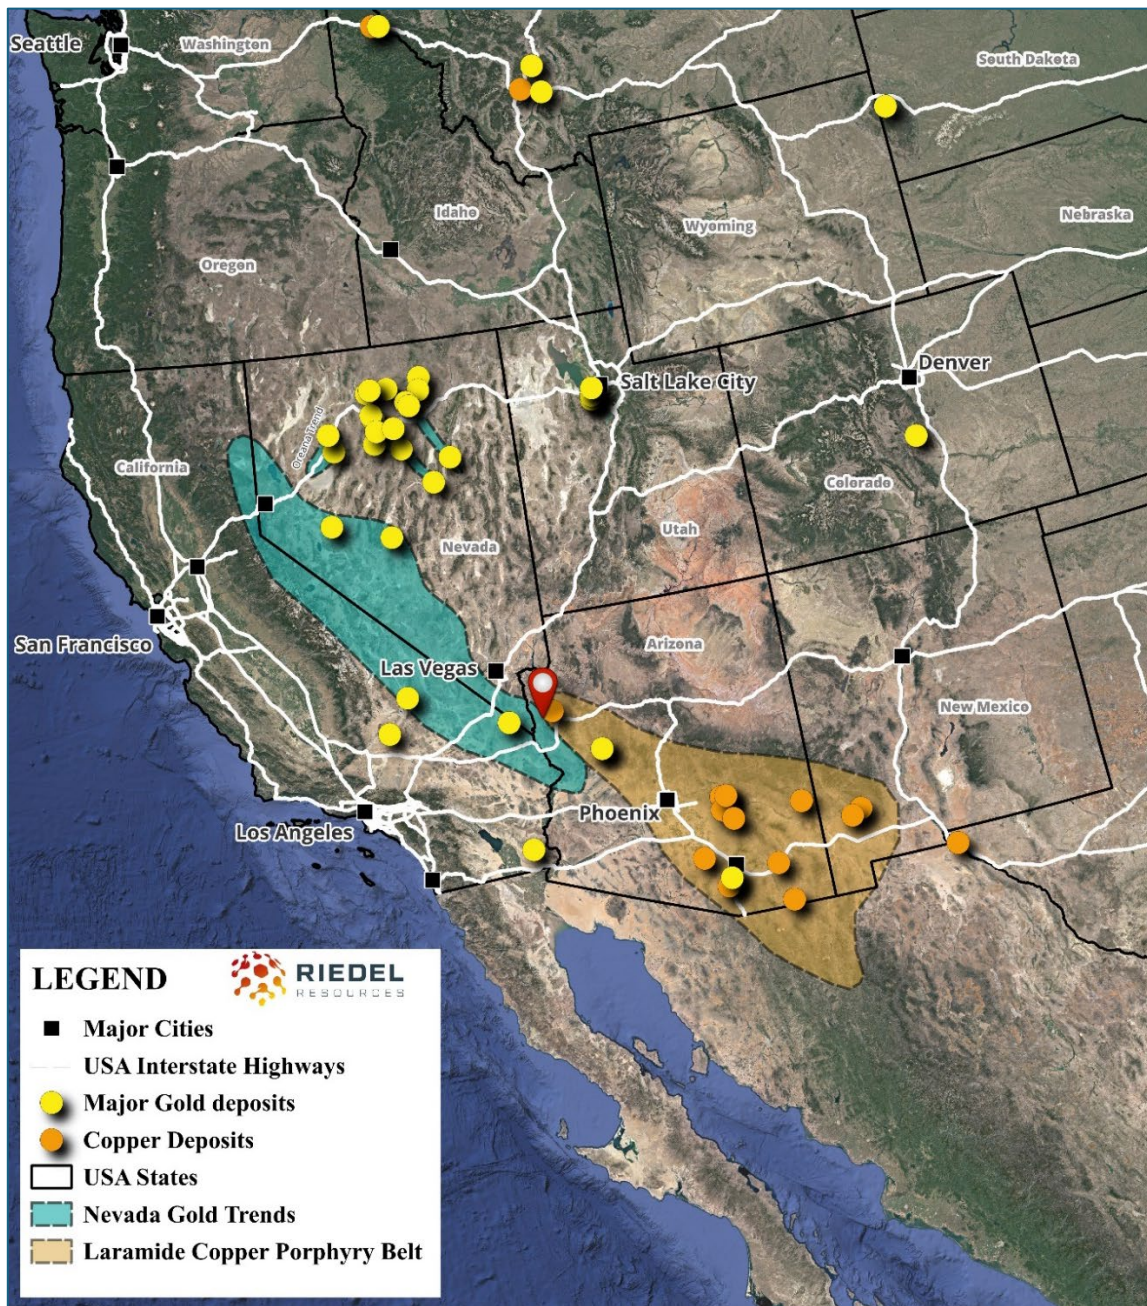 Seattle
Washington
South Dakota
Idaho
Wyoming
Nebraska
Oregon
Denver
Salt Lake City
Oreana Trend
California
Colorado
Utah
Nevada
San Francisco
Arizona
Las Vegas
New Mexico
Phoenix
Los Angeles
LEGEND
RIEDEL
RESOURCES
Major Cities
USA Interstate Highways
Major Gold deposits
Copper Deposits
USA States
Nevada Gold Trends
Laramide Copper Porphyry Belt